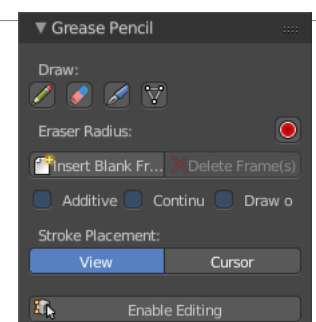 Grease Pencil
Draw:
Eraser Radius:
Insert Blank Fr... Delete Frame(s)
Additive Continu Draw o
Stroke Placement:
View Cursor
Enable Editing